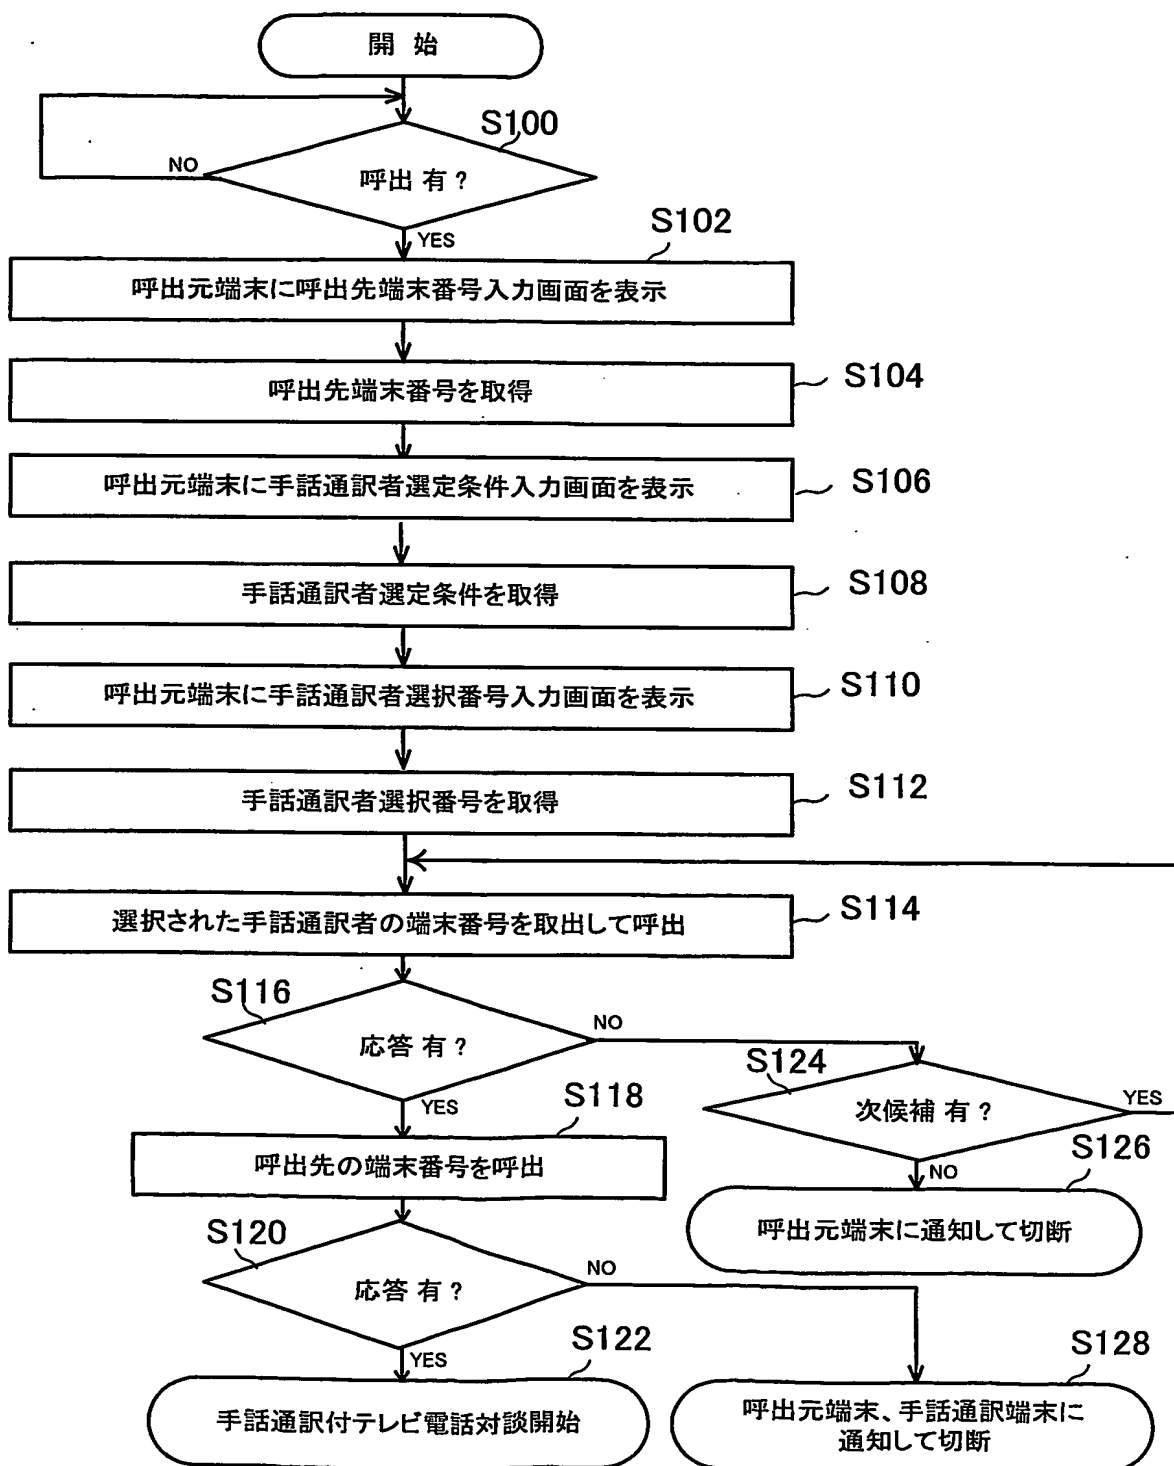 開 始
S100
呼出 有？
NO
YES
S102
呼出元端末に呼出先端末番号入力画面を表示
呼出先端末番号を取得
S104
呼出元端末に手話通訳者選定条件入力画面を表示
S106
手話通訳者選定条件を取得
S108
呼出元端末に手話通訳者選択番号入力画面を表示
S110
手話通訳者選択番号を取得
S112
選択された手話通訳者の端末番号を取出して呼出
S114
S116
応答 有？
NO
YES
S124
次候補 有？
YES
NO
S118
呼出先の端末番号を呼出
S126
呼出元端末に通知して切断
S120
応答 有？
NO
YES
S122
手話通訳付テレビ電話対談開始
S128
呼出元端末、手話通訳端末に
通知して切断